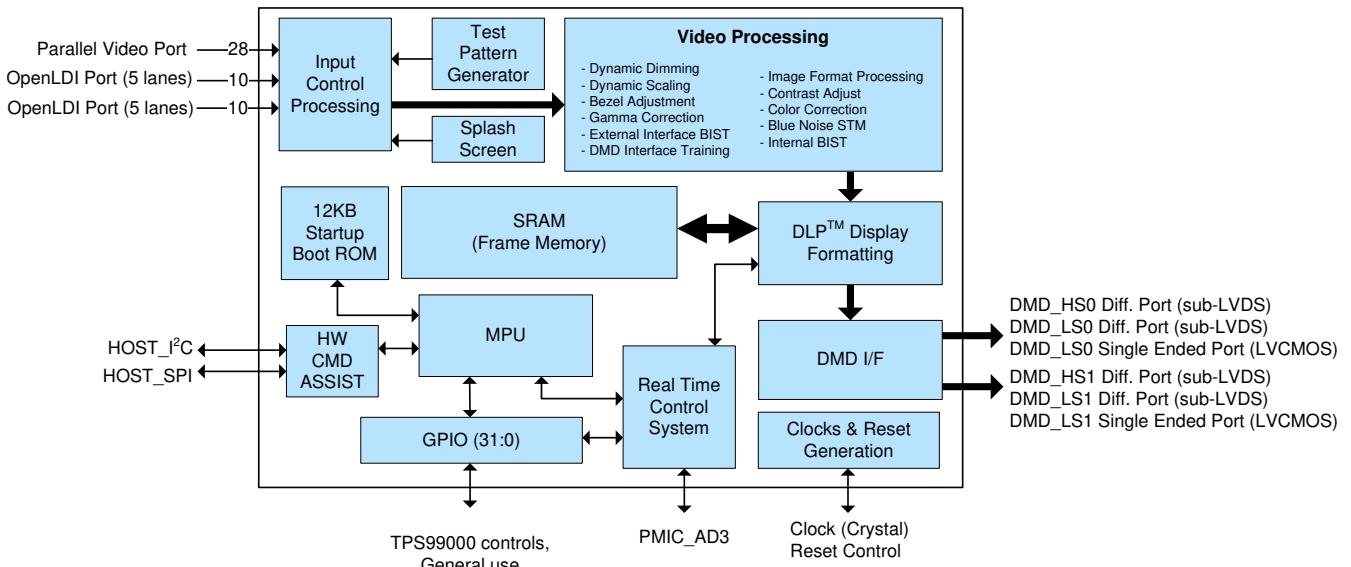 Parallel Video Port
28
OpenLDI Port (5 lanes)
10
OpenLDI Port (5 lanes)
10
Input
Control
Processing
Test
Pattern
Generator
Splash
Screen
Video Processing
- Dynamic Dimming
- Dynamic Scaling
- Bezel Adjustment
- Gamma Correction
- External Interface BIST
- DMD Interface Training
- Image Format Processing
- Contrast Adjust
- Color Correction
- Blue Noise STM
- Internal BIST
12KB
Startup
Boot ROM
SRAM
(Frame Memory)
DLP™ Display
Formatting
HOST_I²C
HOST_SPI
HW
CMD
ASSIST
MPU
Real Time
Control
System
DMD I/F
DMD_HS0 Diff. Port (sub-LVDS)
DMD_LS0 Diff. Port (sub-LVDS)
DMD_LS0 Single Ended Port (LVCMOS)
DMD_HS1 Diff. Port (sub-LVDS)
DMD_LS1 Diff. Port (sub-LVDS)
DMD_LS1 Single Ended Port (LVCMOS)
GPIO (31:0)
Clocks & Reset
Generation
TPS99000 controls,
General use
PMIC_AD3
Clock (Crystal)
Reset Control